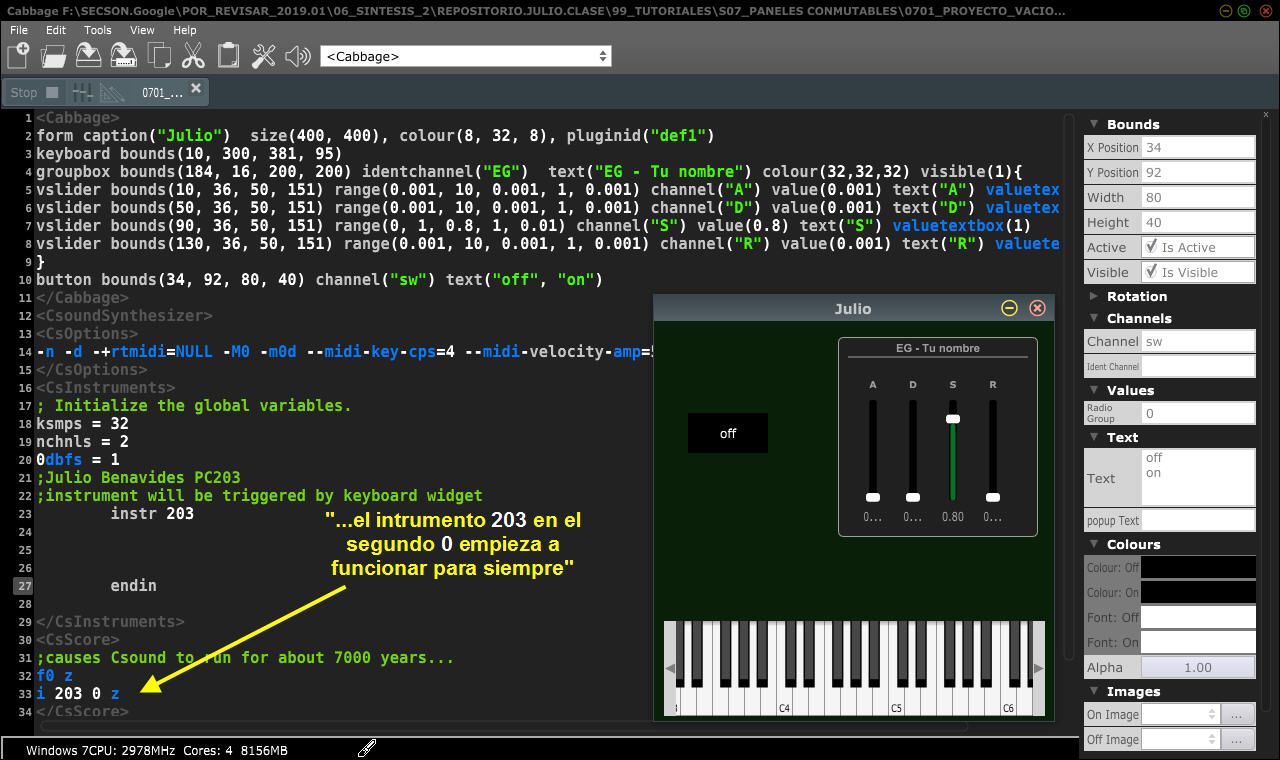 Cabbage F:\SECSON.Google\POR_REVISAR_2019.01\06_SINTESIS_2\REPOSITORIO.JULIO.CLASE\99_TUTORIALES\S07_PANELES CONMUTABLES\0701_PROYECTO_VACIO...
File Edit Tools View Help
<Cabbage>
Stop 0701_...
1 <Cabbage>
2 form caption("Julio")  size(400, 400), colour(8, 32, 8), pluginid("def1")
3 keyboard bounds(10, 300, 381, 95)
4 groupbox bounds(184, 16, 200, 200) identchannel("EG")  text("EG - Tu nombre") colour(32,32,32) visible(1){
5 vslider bounds(10, 36, 50, 151) range(0.001, 10, 0.001, 1, 0.001) channel("A") value(0.001) text("A") valuetex
6 vslider bounds(50, 36, 50, 151) range(0.001, 10, 0.001, 1, 0.001) channel("D") value(0.001) text("D") valuetex
7 vslider bounds(90, 36, 50, 151) range(0, 1, 0.8, 1, 0.01) channel("S") value(0.8) text("S") valuetextbox(1)
8 vslider bounds(130, 36, 50, 151) range(0.001, 10, 0.001, 1, 0.001) channel("R") value(0.001) text("R") valuete
9 }
10 button bounds(34, 92, 80, 40) channel("sw") text("off", "on")
11 </Cabbage>
12 <CsoundSynthesizer>
13 <CsOptions>
14 -n -d -+rtmidi=NULL -M0 -m0d --midi-key-cps=4 --midi-velocity-amp=5
15 </CsOptions>
16 <CsInstruments>
17 ; Initialize the global variables.
18 ksmps = 32
19 nchnls = 2
20 0dbfs = 1
21 ;Julio Benavides PC203
22 ;instrument will be triggered by keyboard widget
23 instr 203
24
25
26
27 endin
28
29 </CsInstruments>
30 <CsScore>
31 ;causes Csound to run for about 7000 years...
32 f0 z
33 i 203 0 z
34 </CsScore>
"...el intrumento 203 en el
segundo 0 empieza a
funcionar para siempre"
Julio
EG - Tu nombre
A D S R
off
0... 0... 0.80 0...
C4 C5 C6
Bounds
X Position 34
Y Position 92
Width 80
Height 40
Active Is Active
Visible Is Visible
Rotation
Channels
Channel sw
Ident Channel
Values
Radio
Group 0
Text
off
Text
on
popup Text
Colours
Colour: Off
Colour: On
Font: Off
Font: On
Alpha 1.00
Images
On Image ...
Off Image ...
Windows 7CPU: 2978MHz  Cores: 4  8156MB